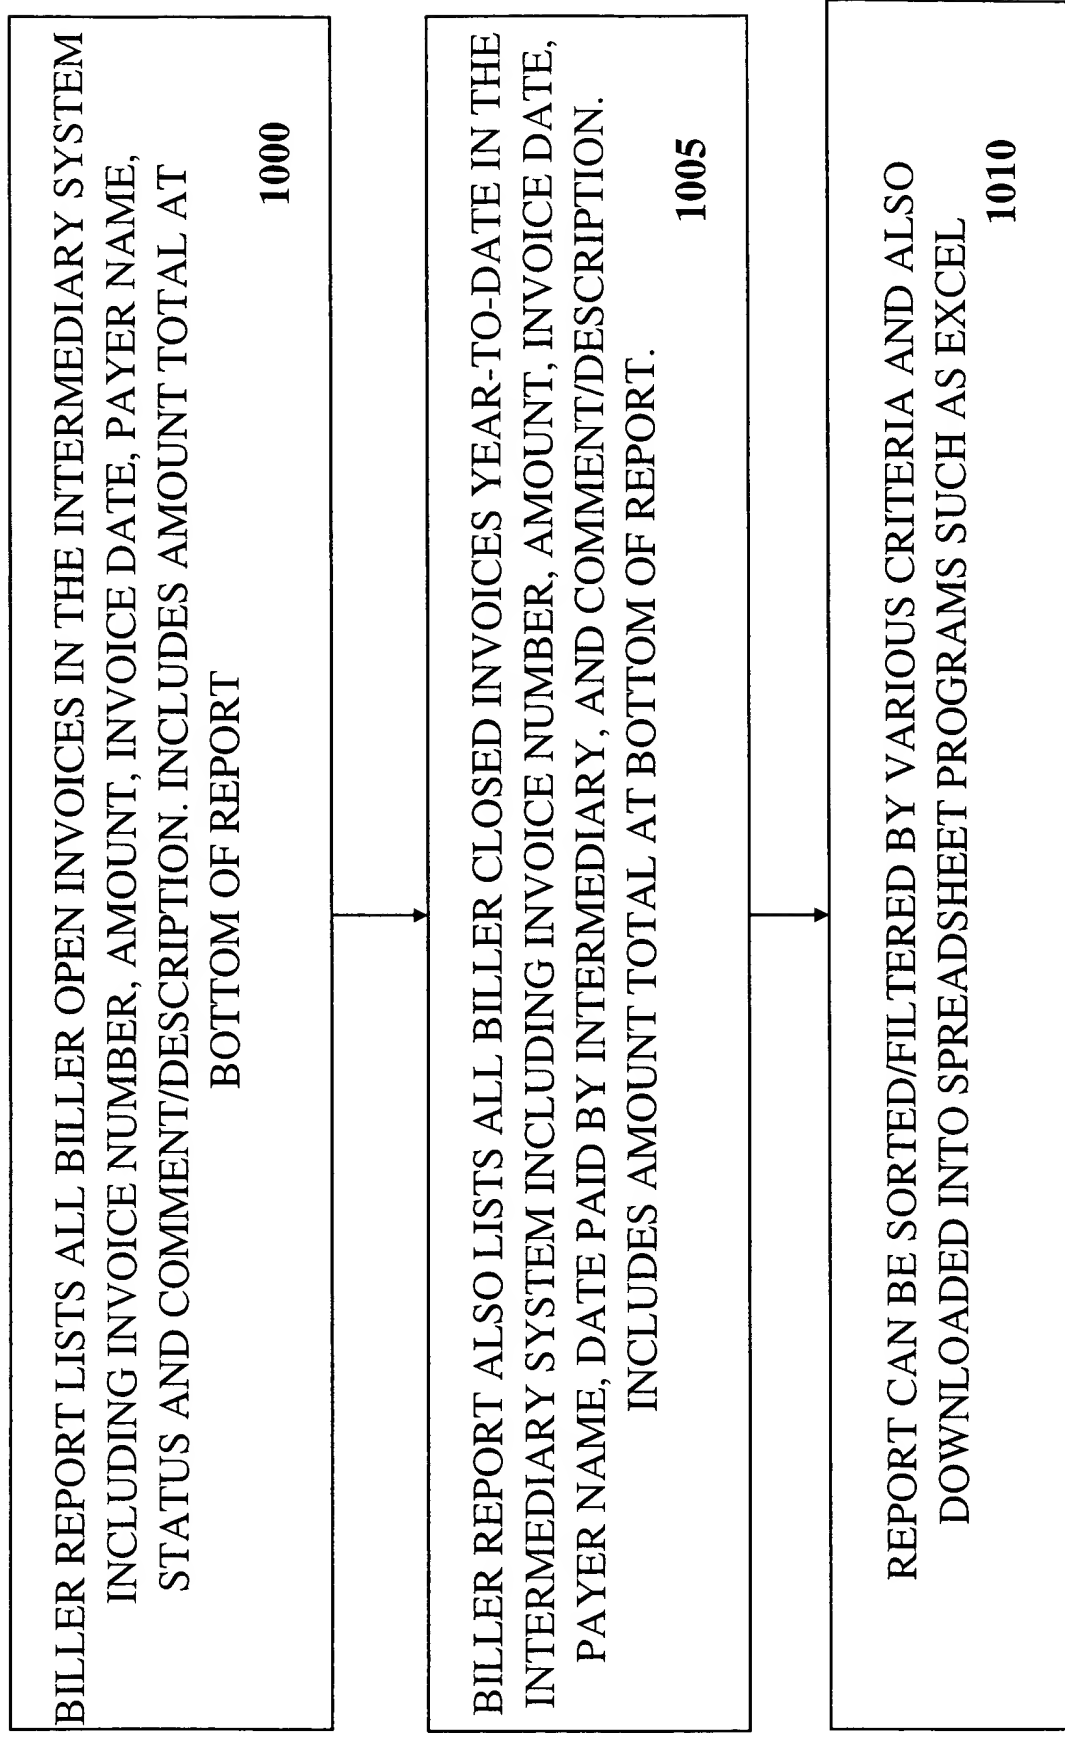 BILLER REPORT LISTS ALL BILLER OPEN INVOICES IN THE INTERMEDIARY SYSTEM
INCLUDING INVOICE NUMBER, AMOUNT, INVOICE DATE, PAYER NAME,
STATUS AND COMMENT/DESCRIPTION. INCLUDES AMOUNT TOTAL AT
BOTTOM OF REPORT
1000
BILLER REPORT ALSO LISTS ALL BILLER CLOSED INVOICES YEAR-TO-DATE IN THE
INTERMEDIARY SYSTEM INCLUDING INVOICE NUMBER, AMOUNT, INVOICE DATE,
PAYER NAME, DATE PAID BY INTERMEDIARY, AND COMMENT/DESCRIPTION.
INCLUDES AMOUNT TOTAL AT BOTTOM OF REPORT.
1005
REPORT CAN BE SORTED/FILTERED BY VARIOUS CRITERIA AND ALSO
DOWNLOADED INTO SPREADSHEET PROGRAMS SUCH AS EXCEL
1010